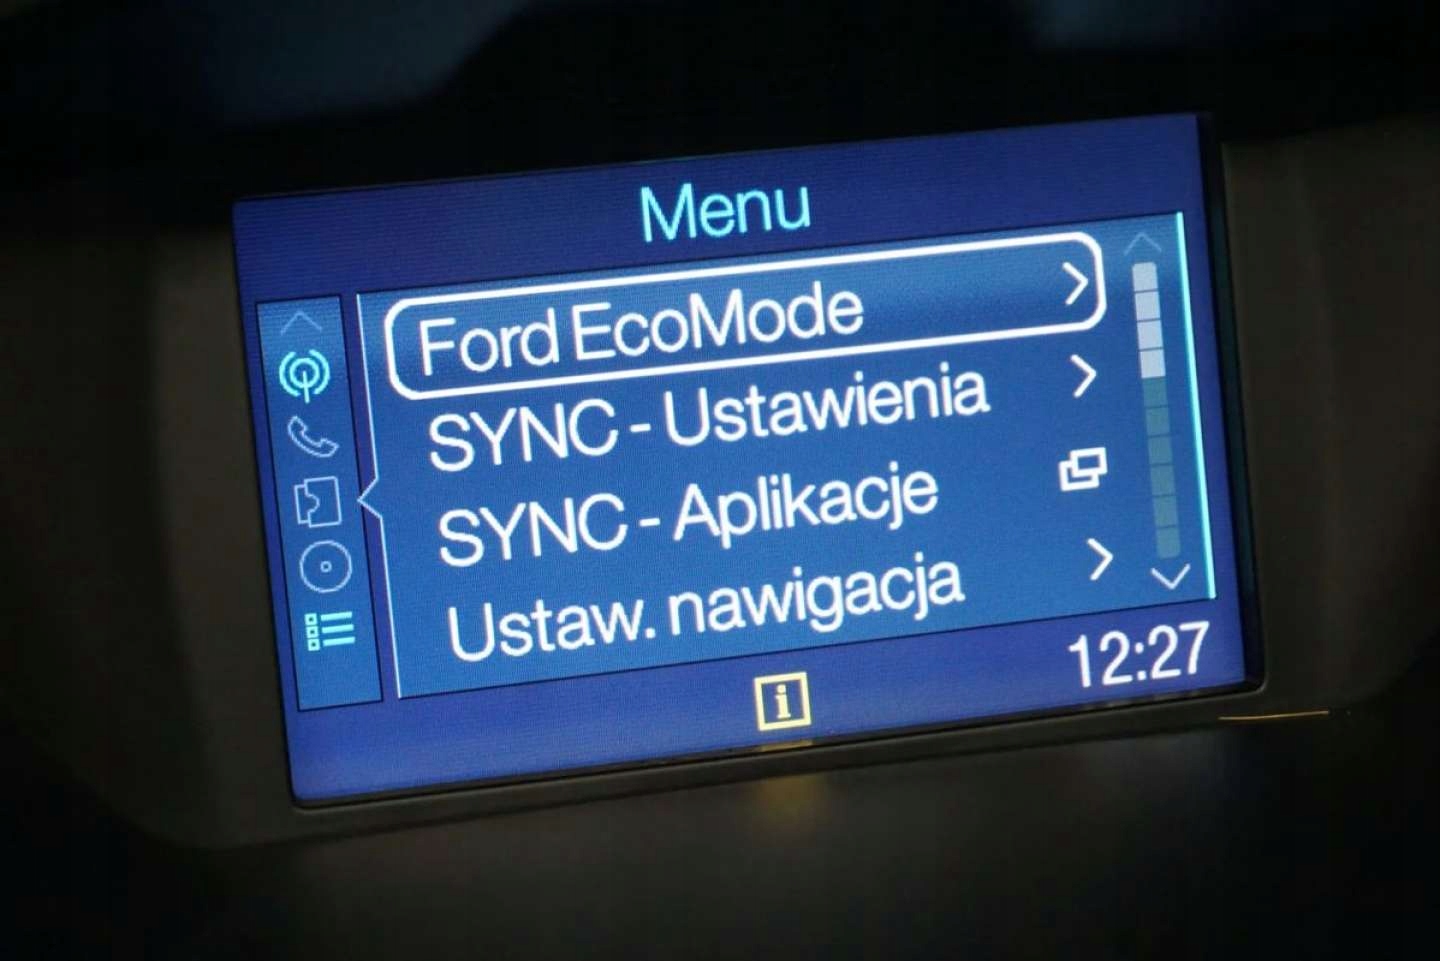 Menu
Ford EcoMode
SYNC - Ustawienia
SYNC - Aplikacje
Ustaw. nawigacja
i
12:27